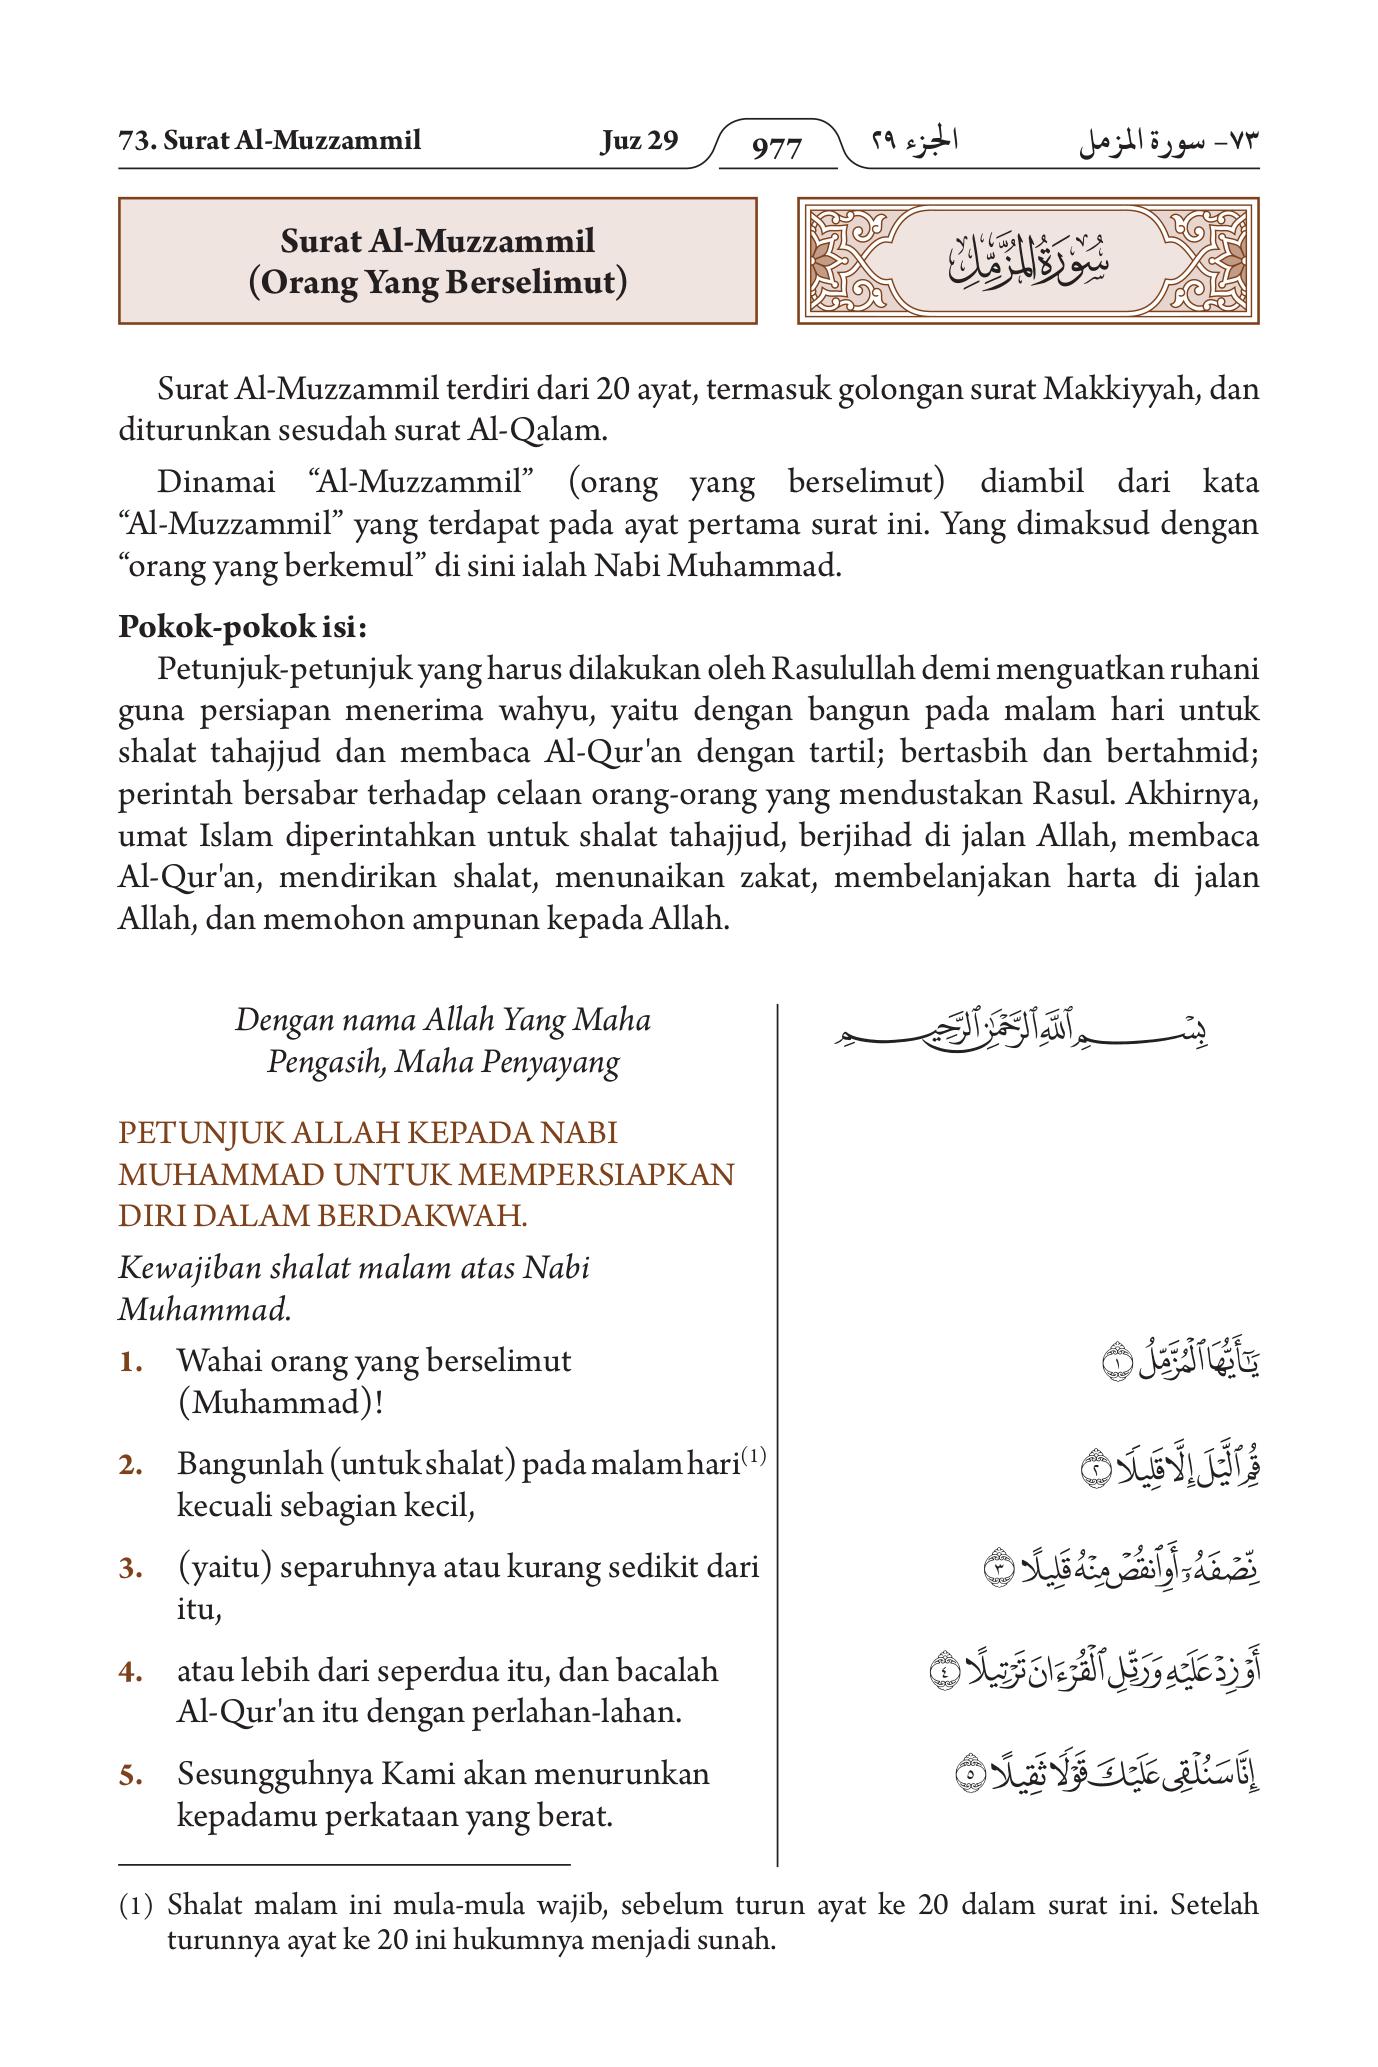 73. Surat Al-Muzzammil Juz 29 977 الجزء ٢٩ ٧٣- سورة المزمل
Surat Al-Muzzammil
(Orang Yang Berselimut)
سُورَةُ المُزَّمِّلِ
Surat Al-Muzzammil terdiri dari 20 ayat, termasuk golongan surat Makkiyyah, dan
diturunkan sesudah surat Al-Qalam.
Dinamai “Al-Muzzammil” (orang yang berselimut) diambil dari kata
“Al-Muzzammil” yang terdapat pada ayat pertama surat ini. Yang dimaksud dengan
“orang yang berkemul” di sini ialah Nabi Muhammad.
Pokok-pokok isi:
Petunjuk-petunjuk yang harus dilakukan oleh Rasulullah demi menguatkan ruhani
guna persiapan menerima wahyu, yaitu dengan bangun pada malam hari untuk
shalat tahajjud dan membaca Al-Qur'an dengan tartil; bertasbih dan bertahmid;
perintah bersabar terhadap celaan orang-orang yang mendustakan Rasul. Akhirnya,
umat Islam diperintahkan untuk shalat tahajjud, berjihad di jalan Allah, membaca
Al-Qur'an, mendirikan shalat, menunaikan zakat, membelanjakan harta di jalan
Allah, dan memohon ampunan kepada Allah.
Dengan nama Allah Yang Maha
Pengasih, Maha Penyayang
بِسْمِ ٱللَّهِ ٱلرَّحْمَٰنِ ٱلرَّحِيمِ
PETUNJUK ALLAH KEPADA NABI
MUHAMMAD UNTUK MEMPERSIAPKAN
DIRI DALAM BERDAKWAH.
Kewajiban shalat malam atas Nabi
Muhammad.
1. Wahai orang yang berselimut
(Muhammad)!
يَٰٓأَيُّهَا ٱلْمُزَّمِّلُ ١
2. Bangunlah (untuk shalat) pada malam hari(1)
kecuali sebagian kecil,
قُمِ ٱلَّيْلَ إِلَّا قَلِيلًا ٢
3. (yaitu) separuhnya atau kurang sedikit dari
itu,
نِّصْفَهُۥٓ أَوِ ٱنقُصْ مِنْهُ قَلِيلًا ٣
4. atau lebih dari seperdua itu, dan bacalah
Al-Qur'an itu dengan perlahan-lahan.
أَوْ زِدْ عَلَيْهِ وَرَتِّلِ ٱلْقُرْءَانَ تَرْتِيلًا ٤
5. Sesungguhnya Kami akan menurunkan
kepadamu perkataan yang berat.
إِنَّا سَنُلْقِى عَلَيْكَ قَوْلًا ثَقِيلًا ٥
(1) Shalat malam ini mula-mula wajib, sebelum turun ayat ke 20 dalam surat ini. Setelah
turunnya ayat ke 20 ini hukumnya menjadi sunah.